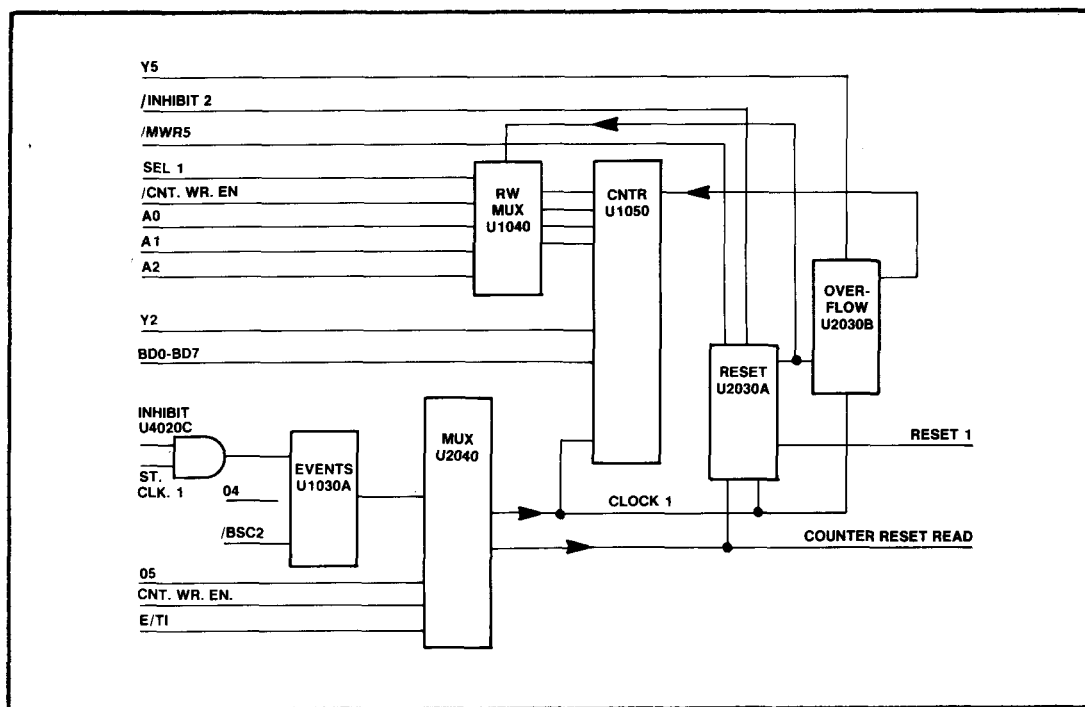 Y5
/INHIBIT 2
/MWR5
SEL 1
/CNT. WR. EN
A0
A1
A2
RW
MUX
U1040
CNTR
U1050
OVER-
FLOW
U2030B
Y2
BD0-BD7
RESET
U2030A
INHIBIT
U4020C
ST.
CLK. 1
04
/BSC2
EVENTS
U1030A
MUX
U2040
RESET 1
CLOCK 1
COUNTER RESET READ
05
CNT. WR. EN.
E/TI